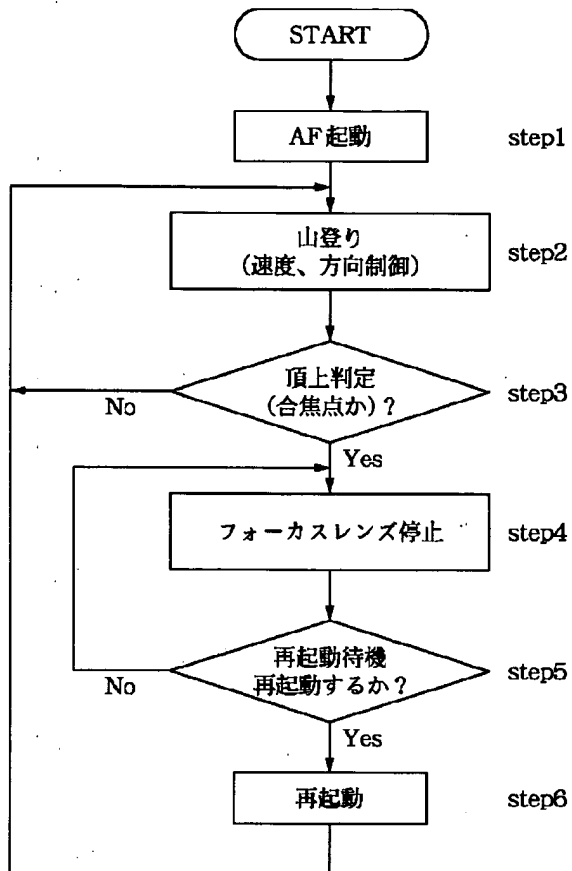 START
AF起動
step1
山登り
(速度、方向制御)
step2
頂上判定
(合焦点か)?
step3
No
Yes
フォーカスレンズ停止
step4
再起動待機
再起動するか?
step5
No
Yes
再起動
step6